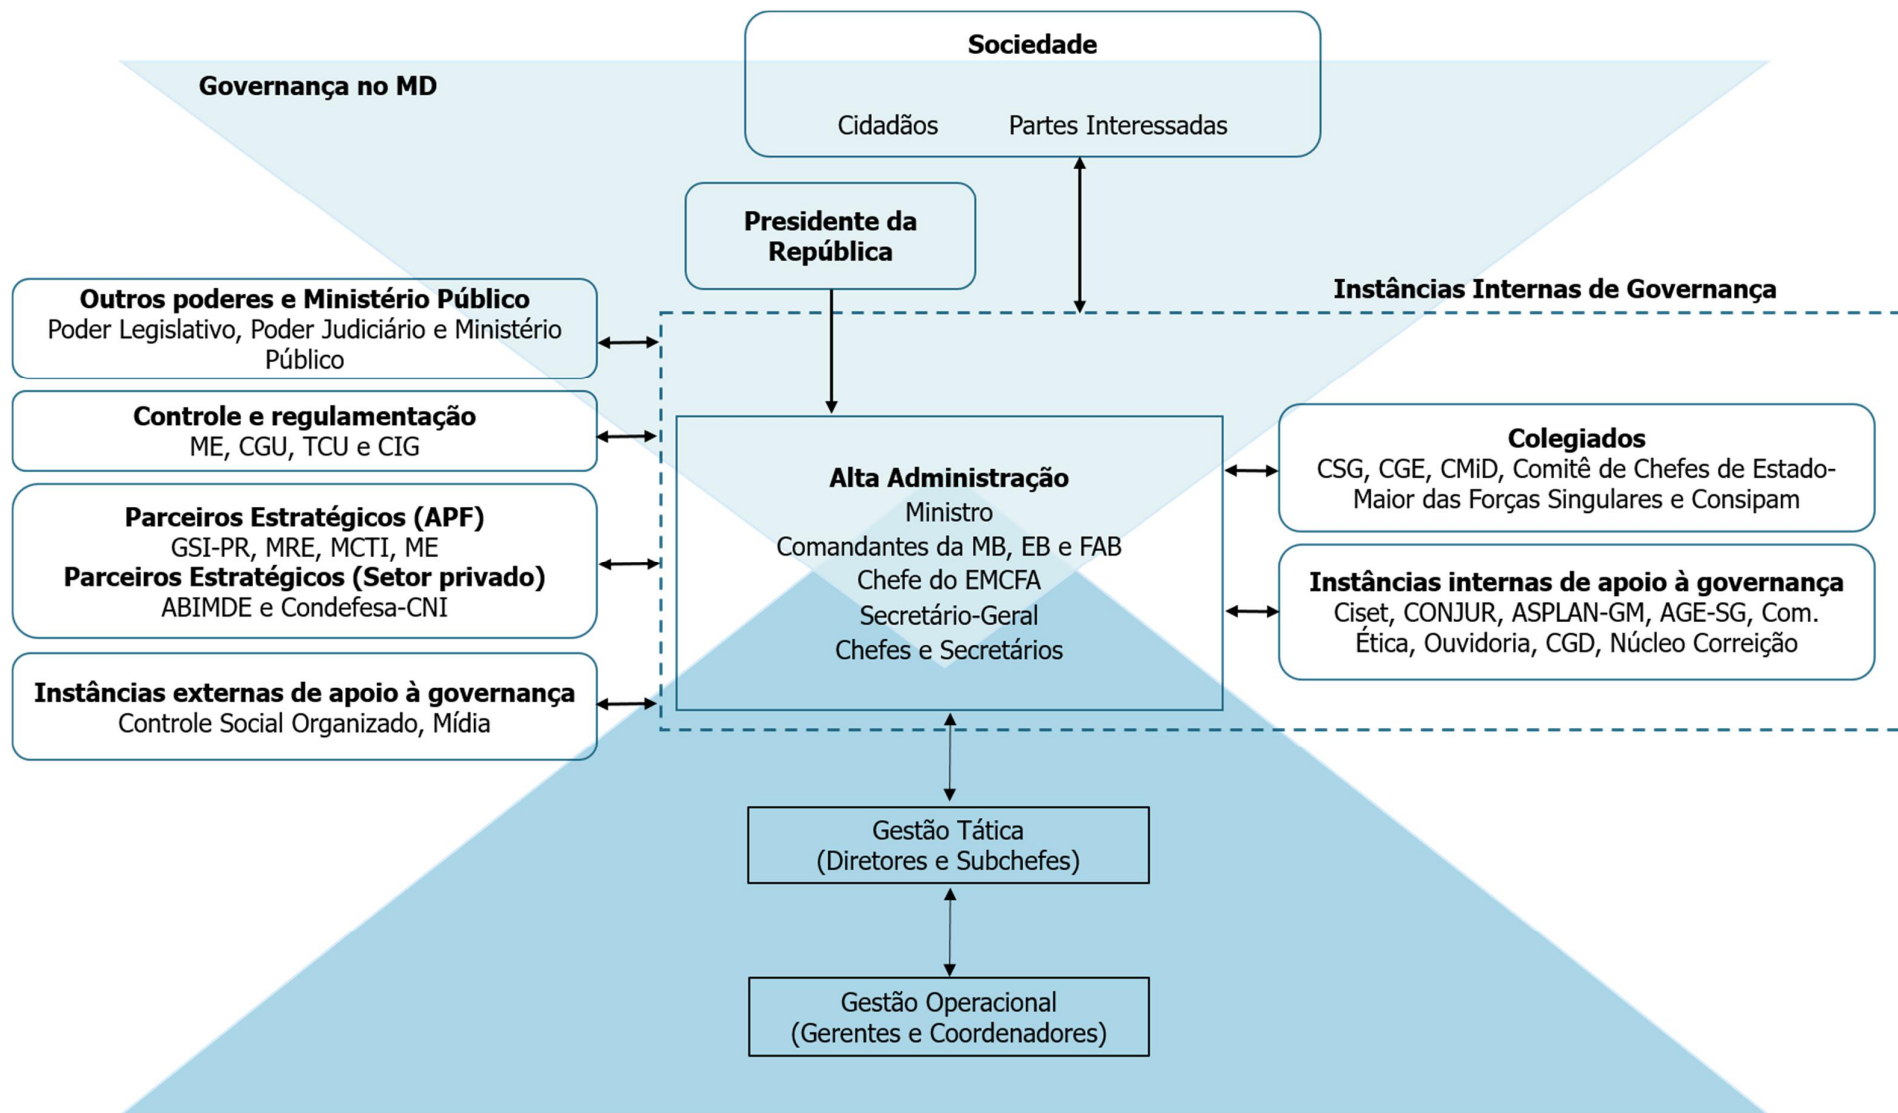 Sociedade
Governança no MD
Cidadãos
Partes Interessadas
Presidente da
República
Outros poderes e Ministério Público
Poder Legislativo, Poder Judiciário e Ministério
Público
Controle e regulamentação
ME, CGU, TCU e CIG
Parceiros Estratégicos (APF)
GSI-PR, MRE, MCTI, ME
Parceiros Estratégicos (Setor privado)
ABIMDE e Condefesa-CNI
Instâncias externas de apoio à governança
Controle Social Organizado, Mídia
Instâncias Internas de Governança
Alta Administração
Ministro
Comandantes da MB, EB e FAB
Chefe do EMCFA
Secretário-Geral
Chefes e Secretários
Colegiados
CSG, CGE, CMiD, Comitê de Chefes de Estado-
Maior das Forças Singulares e Consipam
Instâncias internas de apoio à governança
Ciset, CONJUR, ASPLAN-GM, AGE-SG, Com.
Ética, Ouvidoria, CGD, Núcleo Correição
Gestão Tática
(Diretores e Subchefes)
Gestão Operacional
(Gerentes e Coordenadores)